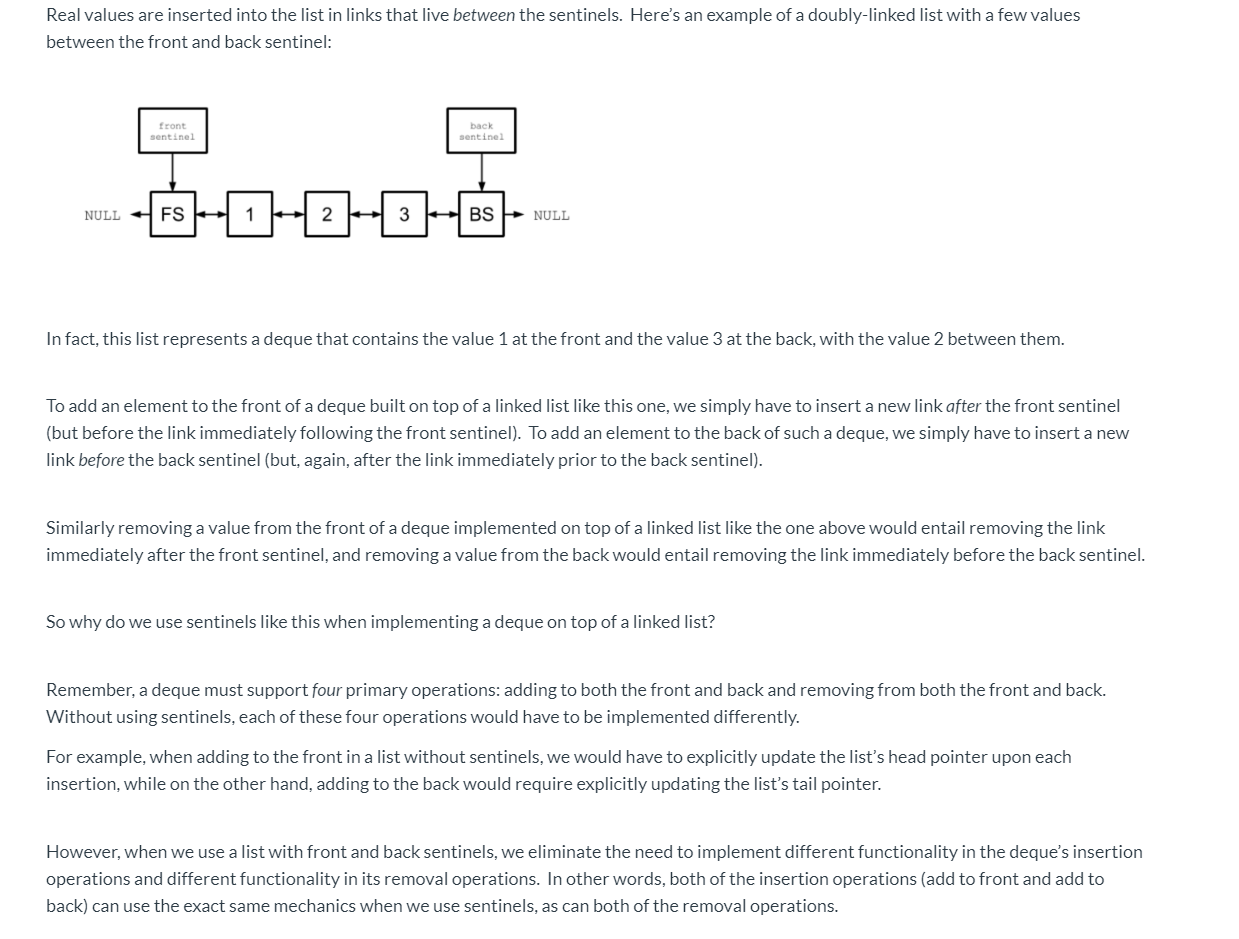 Real values are inserted into the list in links that live between the sentinels. Here’s an example of a doubly-linked list with a few values
between the front and back sentinel:
front
sentinel
back
sentinel
NULL FS 1 2 3 BS NULL
In fact, this list represents a deque that contains the value 1 at the front and the value 3 at the back, with the value 2 between them.
To add an element to the front of a deque built on top of a linked list like this one, we simply have to insert a new link after the front sentinel
(but before the link immediately following the front sentinel). To add an element to the back of such a deque, we simply have to insert a new
link before the back sentinel (but, again, after the link immediately prior to the back sentinel).
Similarly removing a value from the front of a deque implemented on top of a linked list like the one above would entail removing the link
immediately after the front sentinel, and removing a value from the back would entail removing the link immediately before the back sentinel.
So why do we use sentinels like this when implementing a deque on top of a linked list?
Remember, a deque must support four primary operations: adding to both the front and back and removing from both the front and back.
Without using sentinels, each of these four operations would have to be implemented differently.
For example, when adding to the front in a list without sentinels, we would have to explicitly update the list’s head pointer upon each
insertion, while on the other hand, adding to the back would require explicitly updating the list’s tail pointer.
However, when we use a list with front and back sentinels, we eliminate the need to implement different functionality in the deque’s insertion
operations and different functionality in its removal operations. In other words, both of the insertion operations (add to front and add to
back) can use the exact same mechanics when we use sentinels, as can both of the removal operations.